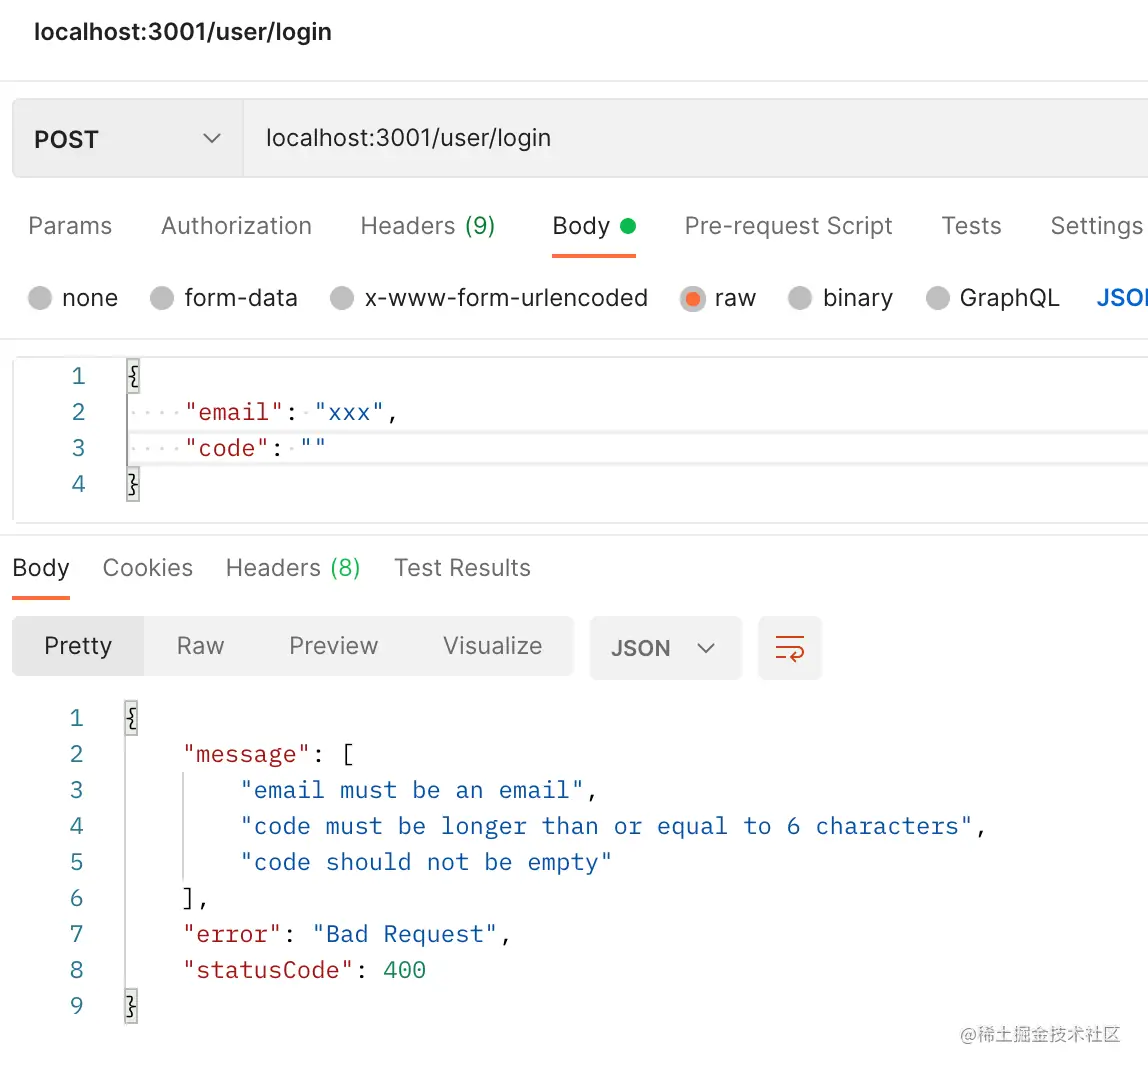 localhost:3001/user/login
POST localhost:3001/user/login
Params Authorization Headers (9) Body Pre-request Script Tests Settings
none form-data x-www-form-urlencoded raw binary GraphQL
1 {
2 ····"email":·"xxx",
3 ····"code":·""
4 }
Body Cookies Headers (8) Test Results
Pretty Raw Preview Visualize JSON
1 {
2 "message": [
3 "email must be an email",
4 "code must be longer than or equal to 6 characters",
5 "code should not be empty"
6 ],
7 "error": "Bad Request",
8 "statusCode": 400
9 }
@稀土掘金技术社区